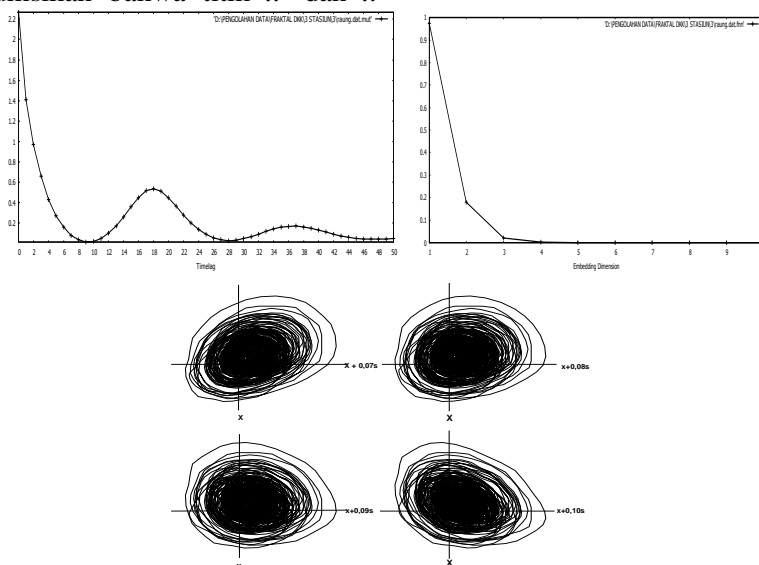 'D:\PENGOLAHAN DATA\FRAKTAL DKK\3 STASIUN\3\raung.dat.mut'
2.2
2
1.8
1.6
1.4
1.2
1
0.8
0.6
0.4
0.2
0 2 4 6 8 10 12 14 16 18 20 22 24 26 28 30 32 34 36 38 40 42 44 46 48 50
Timelag
'D:\PENGOLAHAN DATA\FRAKTAL DKK\3 STASIUN\3\raung.dat.fnn'
1
0.9
0.8
0.7
0.6
0.5
0.4
0.3
0.2
0.1
0
1 2 3 4 5 6 7 8 9
Embedding Dimension
X + 0,07s
X
x+0,08s
X
x+0,09s
x+0,10s
X